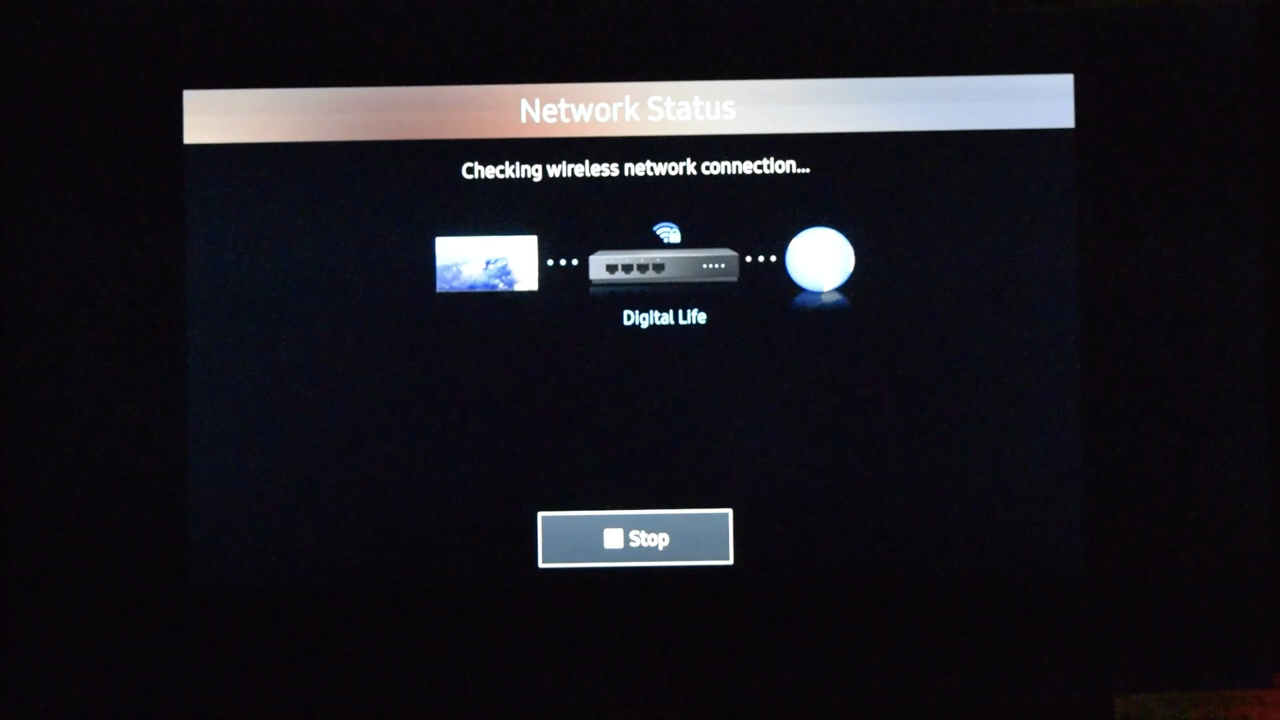 Network Status
Checking wireless network connection...
Digital Life
Stop